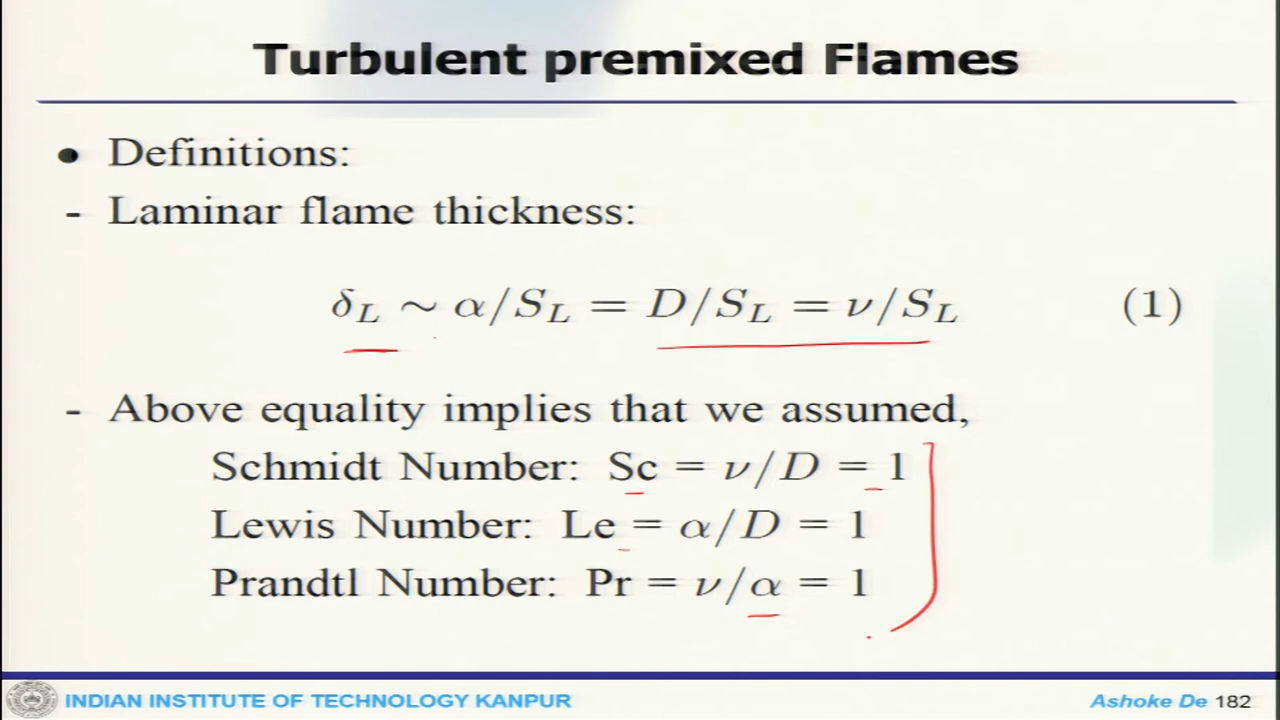 Turbulent premixed Flames
• Definitions:
- Laminar flame thickness:
δ_L ∼ α/S_L = D/S_L = ν/S_L (1)
- Above equality implies that we assumed,
Schmidt Number: Sc = ν/D = 1
Lewis Number: Le = α/D = 1
Prandtl Number: Pr = ν/α = 1
INDIAN INSTITUTE OF TECHNOLOGY KANPUR Ashoke De 182